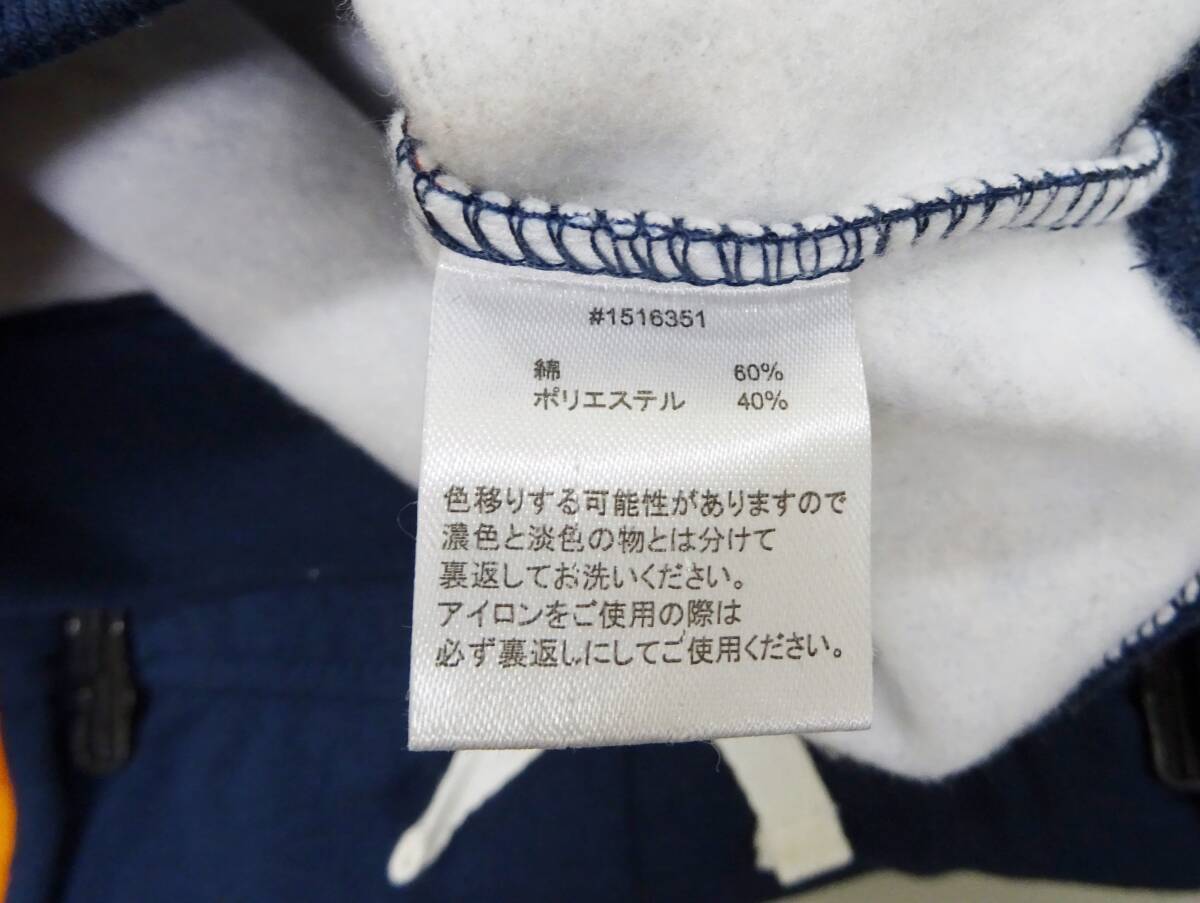 #1516351
綿 60%
ポリエステル 40%
色移りする可能性がありますので
濃色と淡色の物とは分けて
裏返してお洗いください。
アイロンをご使用の際は
必ず裏返しにしてご使用ください。